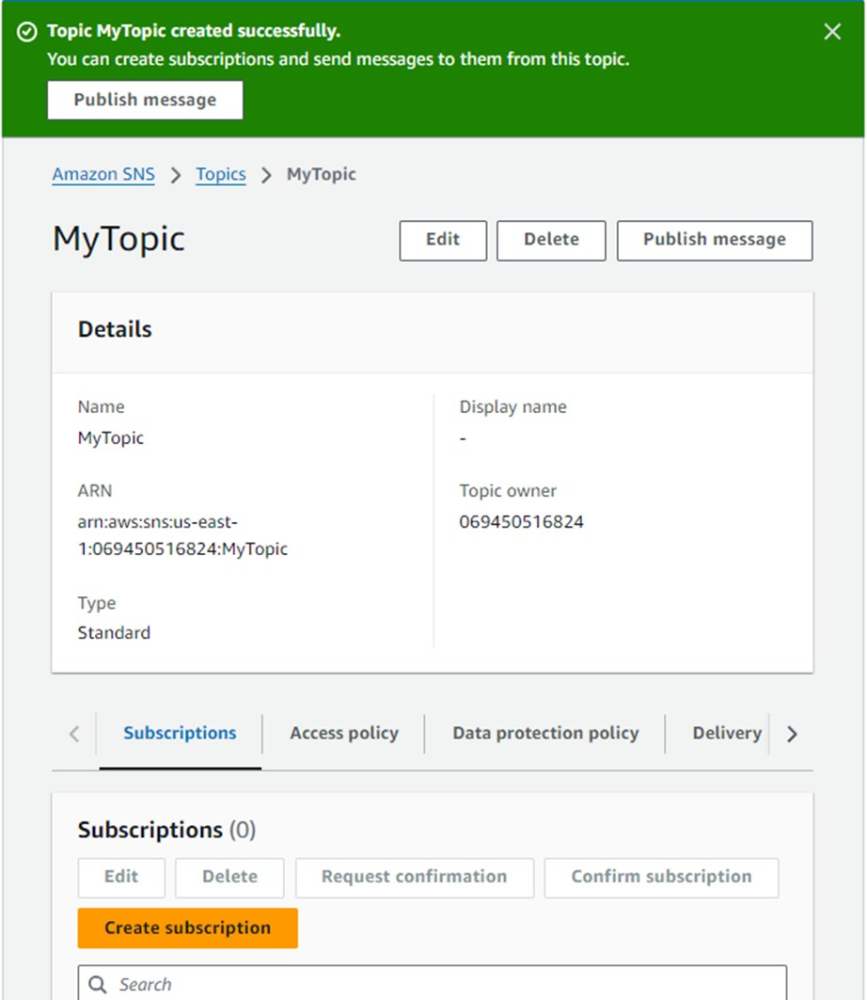 Topic MyTopic created successfully.
You can create subscriptions and send messages to them from this topic.
Publish message
Amazon SNS > Topics > MyTopic
MyTopic
Edit Delete Publish message
Details
Name
MyTopic
Display name
-
ARN
arn:aws:sns:us-east-
1:069450516824:MyTopic
Topic owner
069450516824
Type
Standard
Subscriptions Access policy Data protection policy Delivery
Subscriptions (0)
Edit Delete Request confirmation Confirm subscription
Create subscription
Search